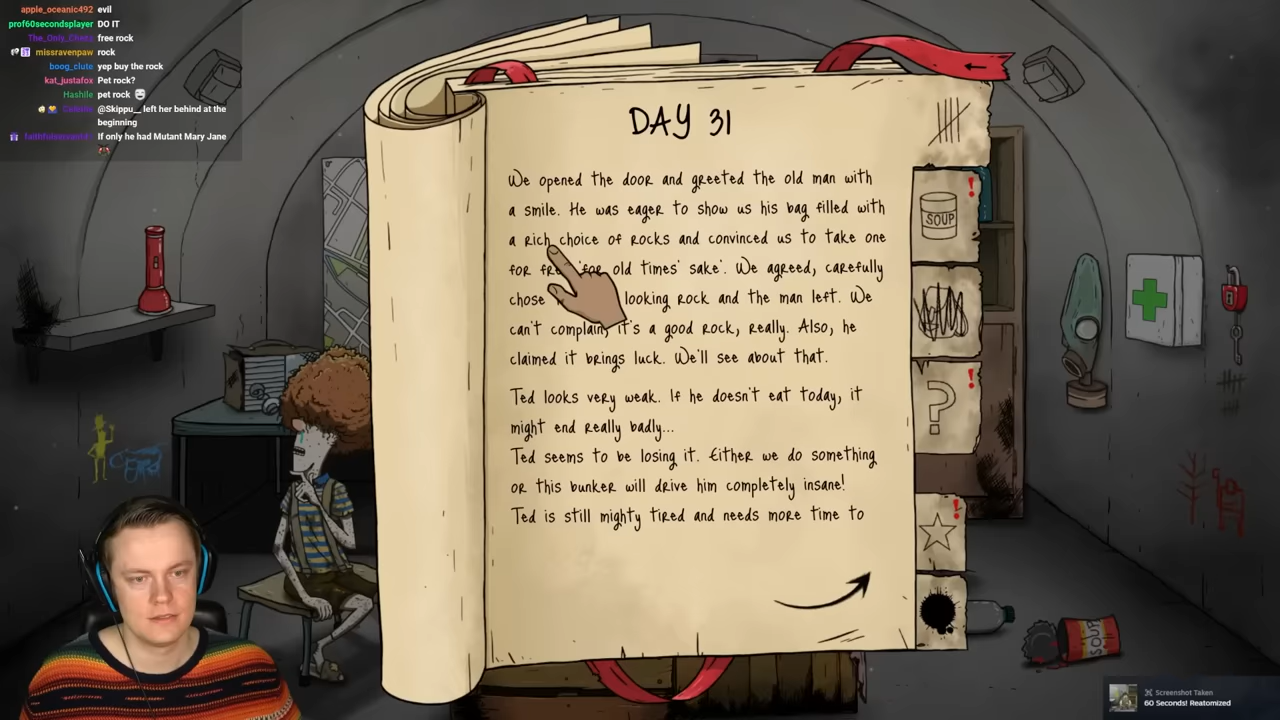 apple_oceanic492 evil
prof60secondsplayer DO IT
free rock
missravenpaw rock
boog_clute yep buy the rock
kat_justafox Pet rock?
Hashile pet rock
@Skippu__ left her behind at the
beginning
If only he had Mutant Mary Jane
DAY 31
We opened the door and greeted the old man with
a smile. He was eager to show us his bag filled with
a rich choice of rocks and convinced us to take one
for old times' sake'. We agreed, carefully
chose looking rock and the man left. We
can't complain, it's a good rock, really. Also, he
claimed it brings luck. We'll see about that.
Ted looks very weak. If he doesn't eat today, it
might end really badly...
Ted seems to be losing it. Either we do something
or this bunker will drive him completely insane!
Ted is still mighty tired and needs more time to
SOUP
SOUP
Screenshot Taken
60 Seconds! Reatomized